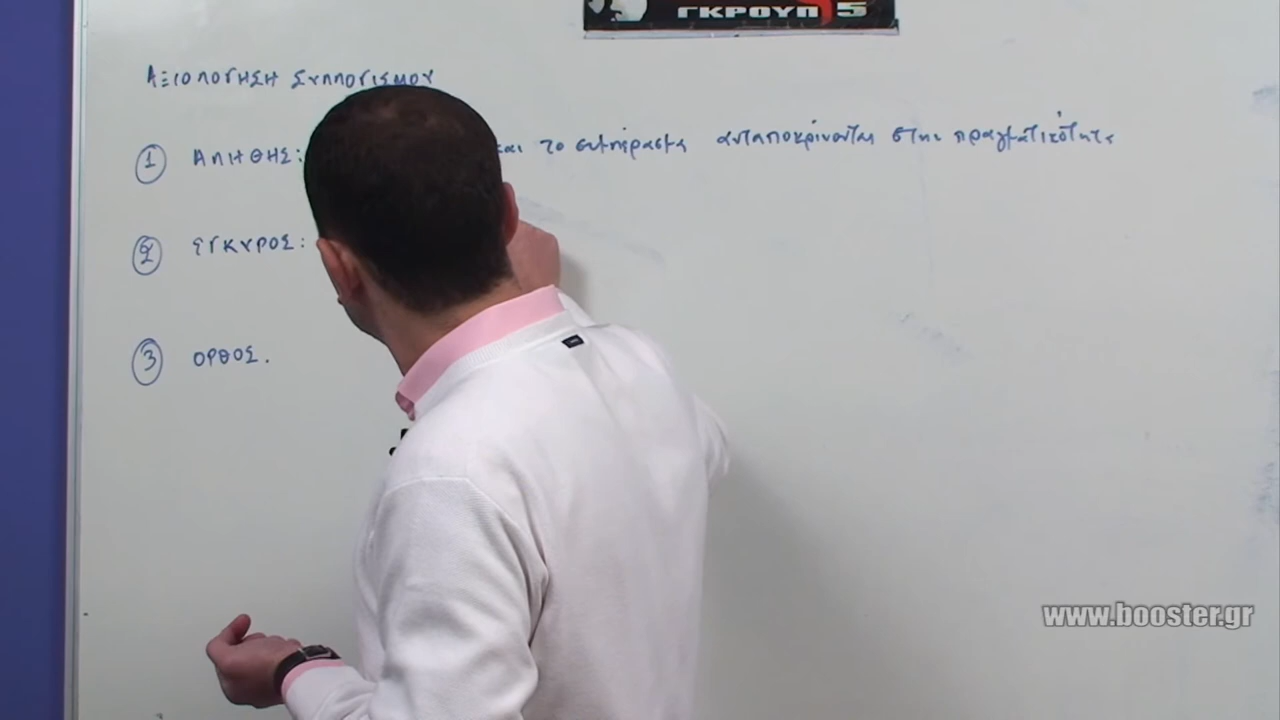 ΓΚΡΟΥΠ 5
ΑΞΙΟΛΟΓΗΣΗ ΣΥΛΛΟΓΙΣΜΟΥ
1 ΑΛΗΘΗΣ: και το συμπέρασμα ανταποκρίνονται στην πραγματικότητα
2 ΕΓΚΥΡΟΣ:
3 ΟΡΘΟΣ.
www.booster.gr